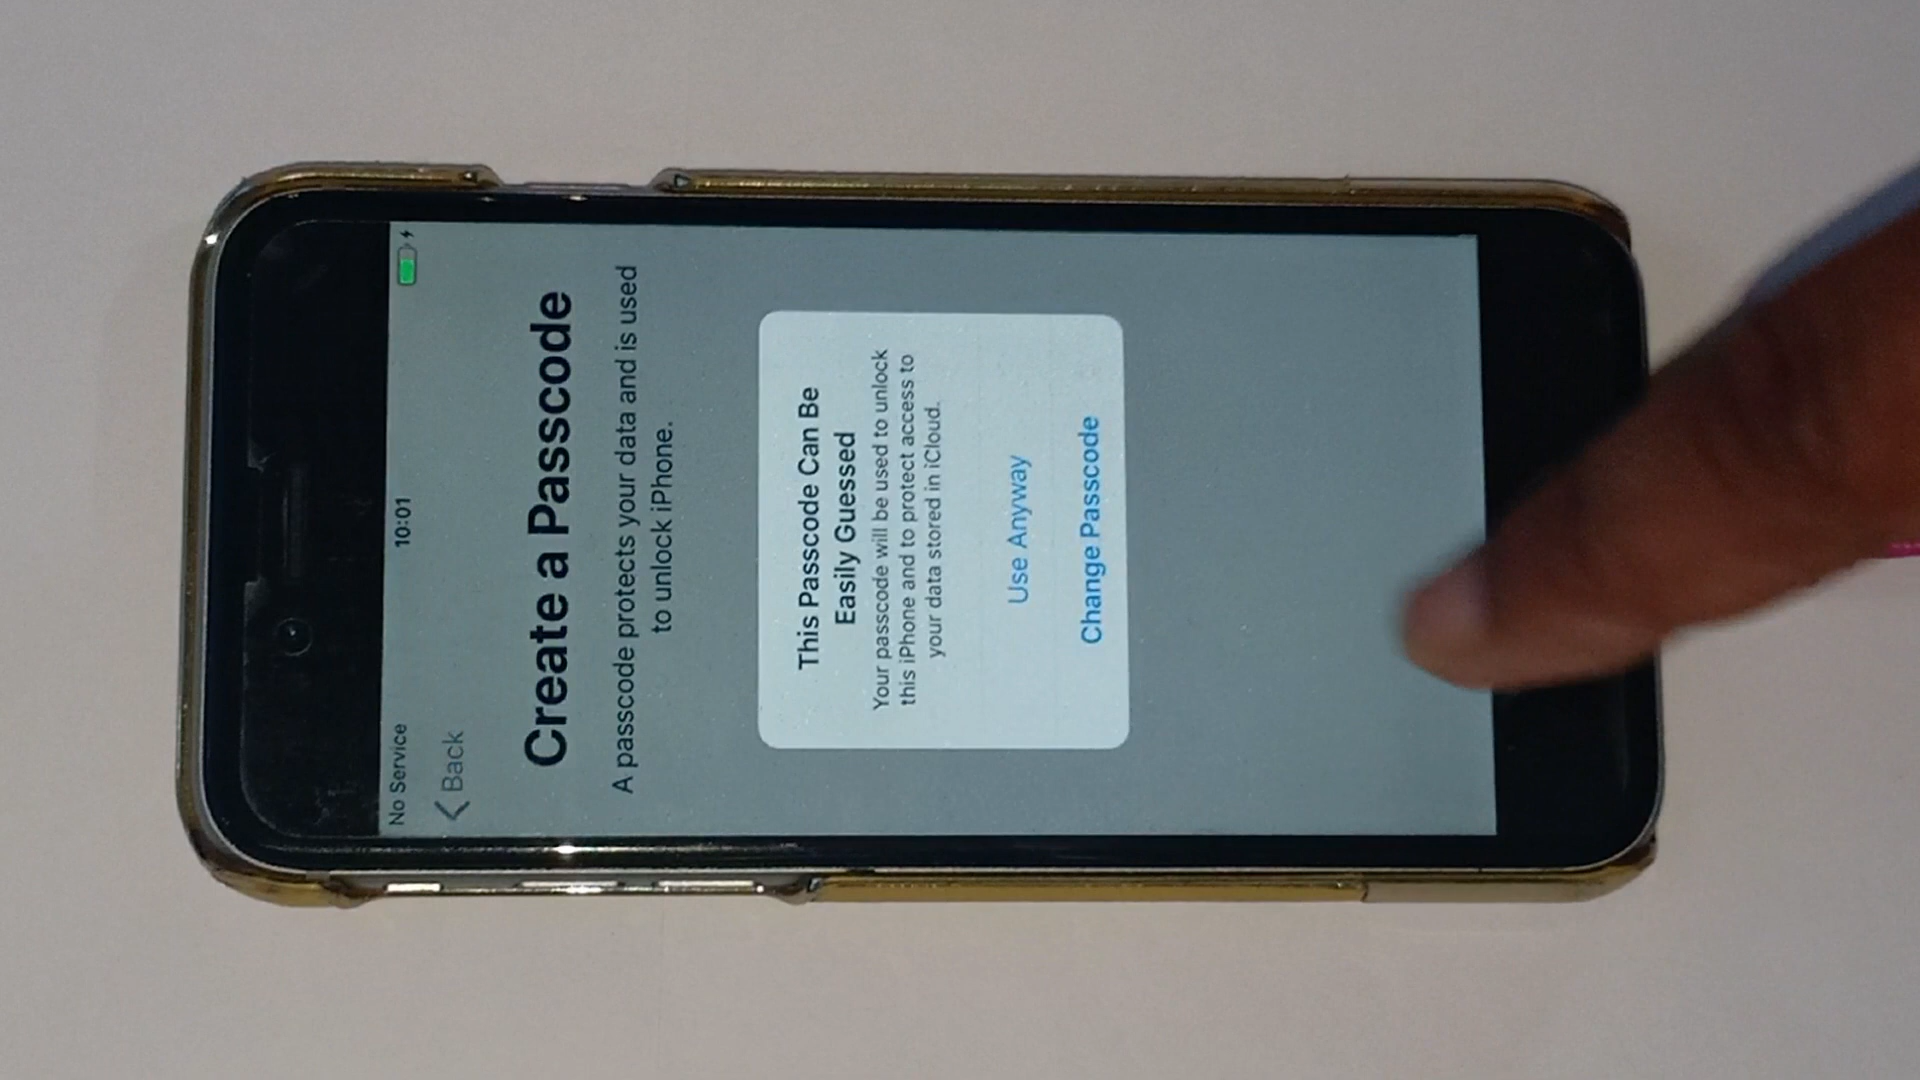 No Service 10:01
Back
Create a Passcode
A passcode protects your data and is used
to unlock iPhone.
This Passcode Can Be
Easily Guessed
Your passcode will be used to unlock
this iPhone and to protect access to
your data stored in iCloud.
Use Anyway
Change Passcode